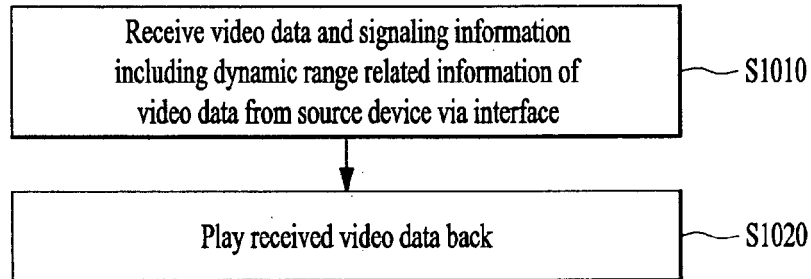 Receive video data and signaling information
including dynamic range related information of
video data from source device via interface
S1010
Play received video data back
S1020